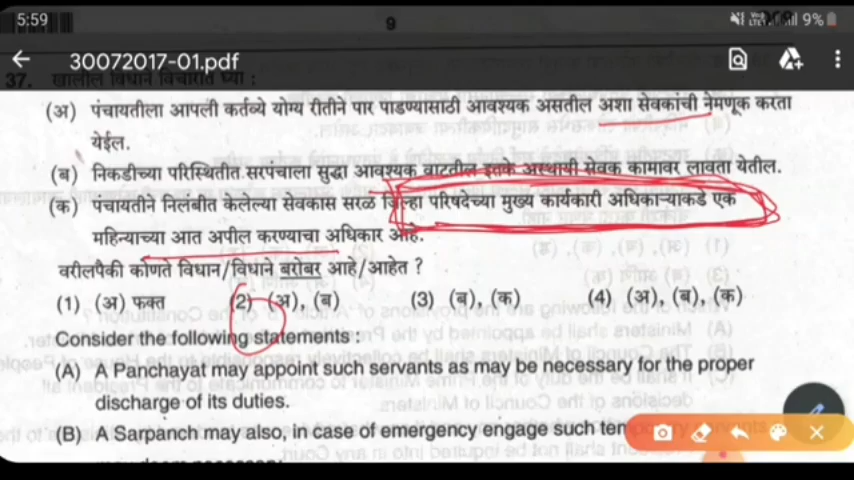 5:59
9
9%
30072017-01.pdf
37. खालील विधाने विचारात घ्या :
(अ) पंचायतीला आपली कर्तव्ये योग्य रीतीने पार पाडण्यासाठी आवश्यक असतील अशा सेवकांची नेमणूक करता
येईल.
(ब) निकडीच्या परिस्थितीत सरपंचाला सुद्धा आवश्यक वाटतील इतके अस्थायी सेवक कामावर लावता येतील.
(क) पंचायतीने निलंबीत केलेल्या सेवकास सरळ जिल्हा परिषदेच्या मुख्य कार्यकारी अधिकाऱ्याकडे एक
महिन्याच्या आत अपील करण्याचा अधिकार आहे.
वरीलपैकी कोणते विधान/विधाने बरोबर आहे/आहेत ?
(1) (अ) फक्त (2) (अ), (ब) (3) (ब), (क) (4) (अ), (ब), (क)
Consider the following statements :
(A) A Panchayat may appoint such servants as may be necessary for the proper
discharge of its duties.
(B) A Sarpanch may also, in case of emergency engage such